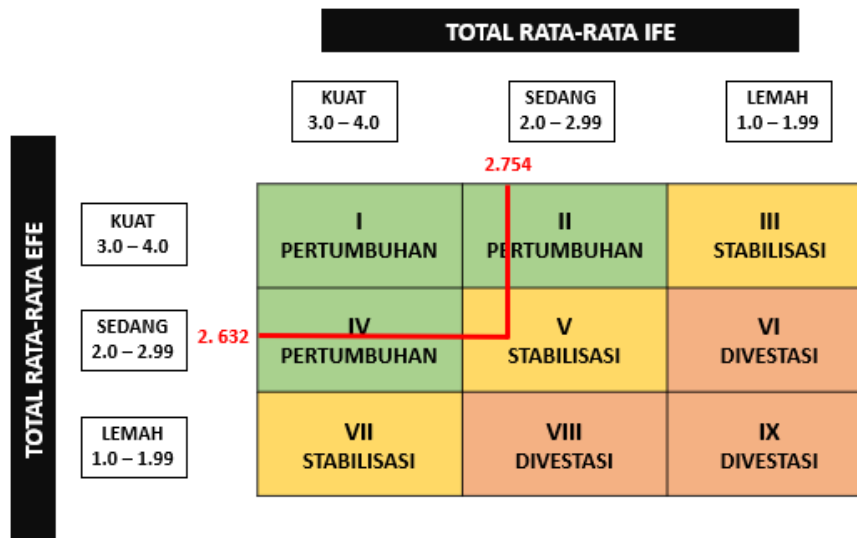 TOTAL RATA-RATA IFE
KUAT
3.0 – 4.0
SEDANG
2.0 – 2.99
LEMAH
1.0 – 1.99
2.754
TOTAL RATA-RATA EFE
KUAT
3.0 – 4.0
I
PERTUMBUHAN
II
PERTUMBUHAN
III
STABILISASI
SEDANG
2.0 – 2.99
2. 632
IV
PERTUMBUHAN
V
STABILISASI
VI
DIVESTASI
LEMAH
1.0 – 1.99
VII
STABILISASI
VIII
DIVESTASI
IX
DIVESTASI